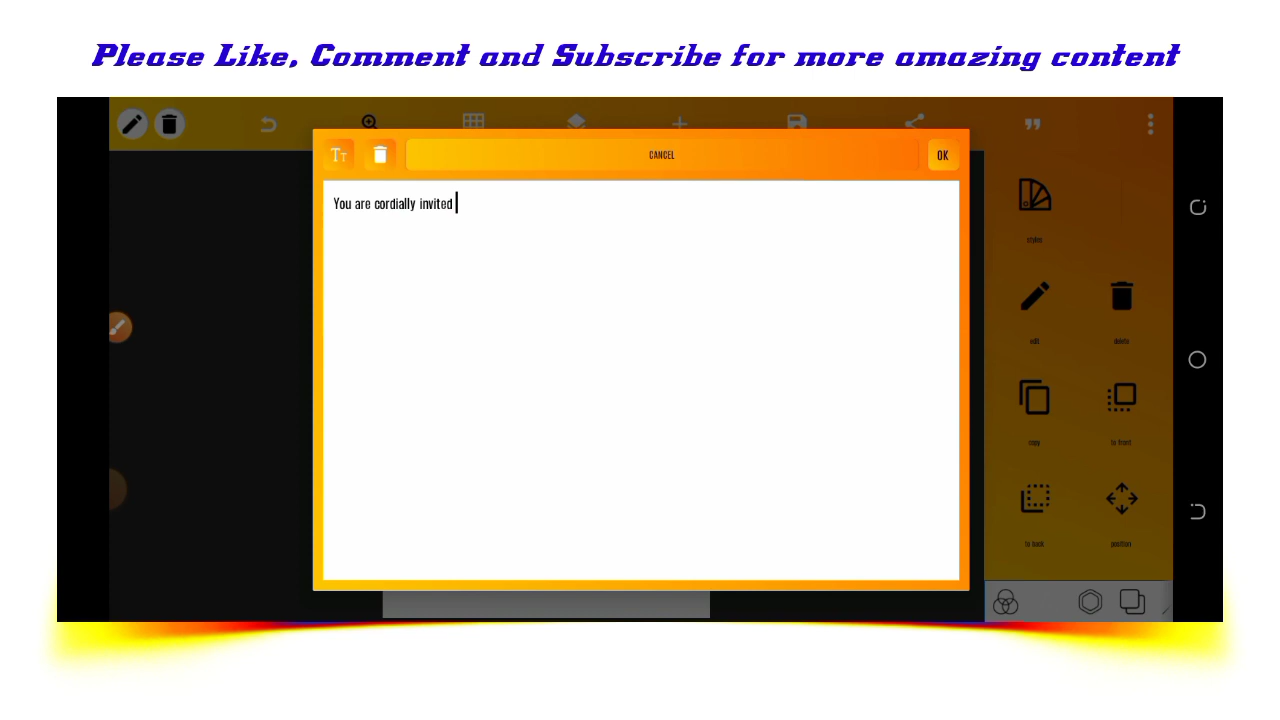 Please Like, Comment and Subscribe for more amazing content
TT
CANCEL
OK
You are cordially invited
styles
edit
delete
copy
to front
to back
position